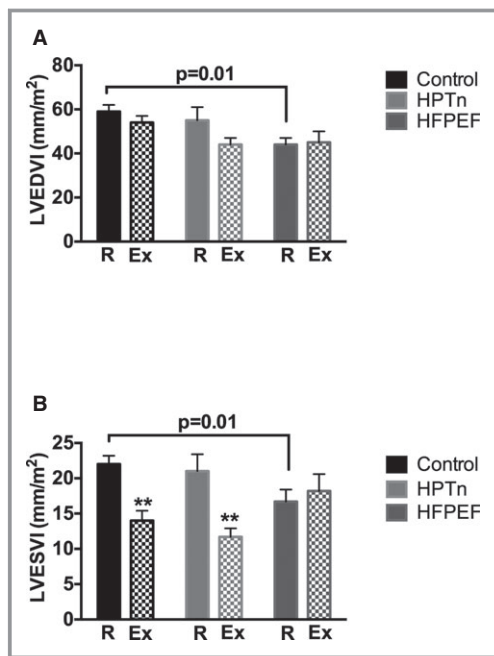 A
p=0.01
LVEDVI (mm/m²)
80
60
40
20
0
R Ex R Ex R Ex
Control
HPTn
HFPEF
B
p=0.01
LVESVI (mm/m²)
25
20
15
10
5
0
**
**
R Ex R Ex R Ex
Control
HPTn
HFPEF